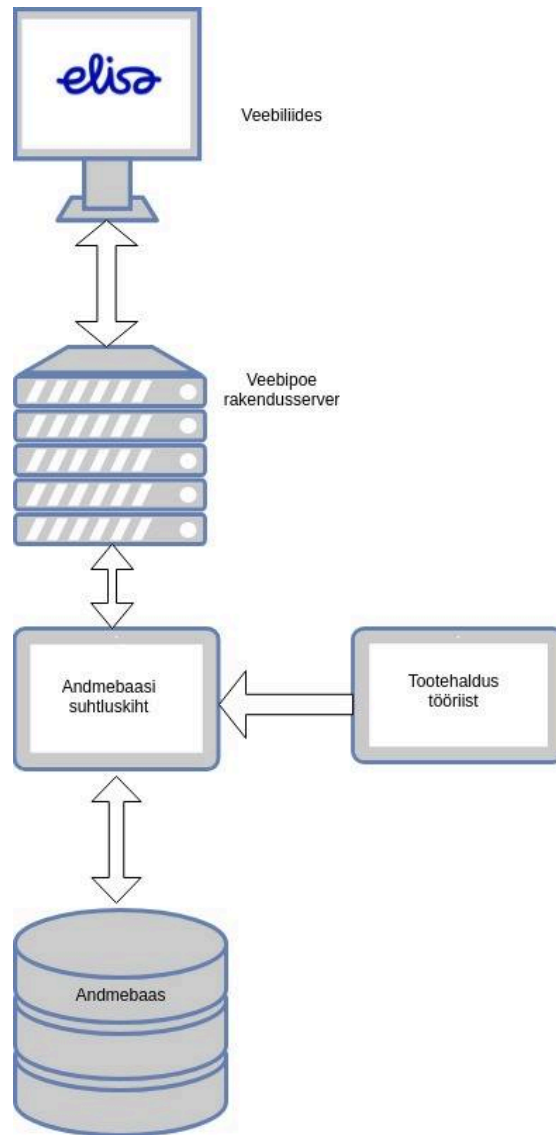 elisa
Veebiliides
Veebipoe
rakendusserver
Andmebaasi
suhtluskiht
Tootehaldus
tööriist
Andmebaas